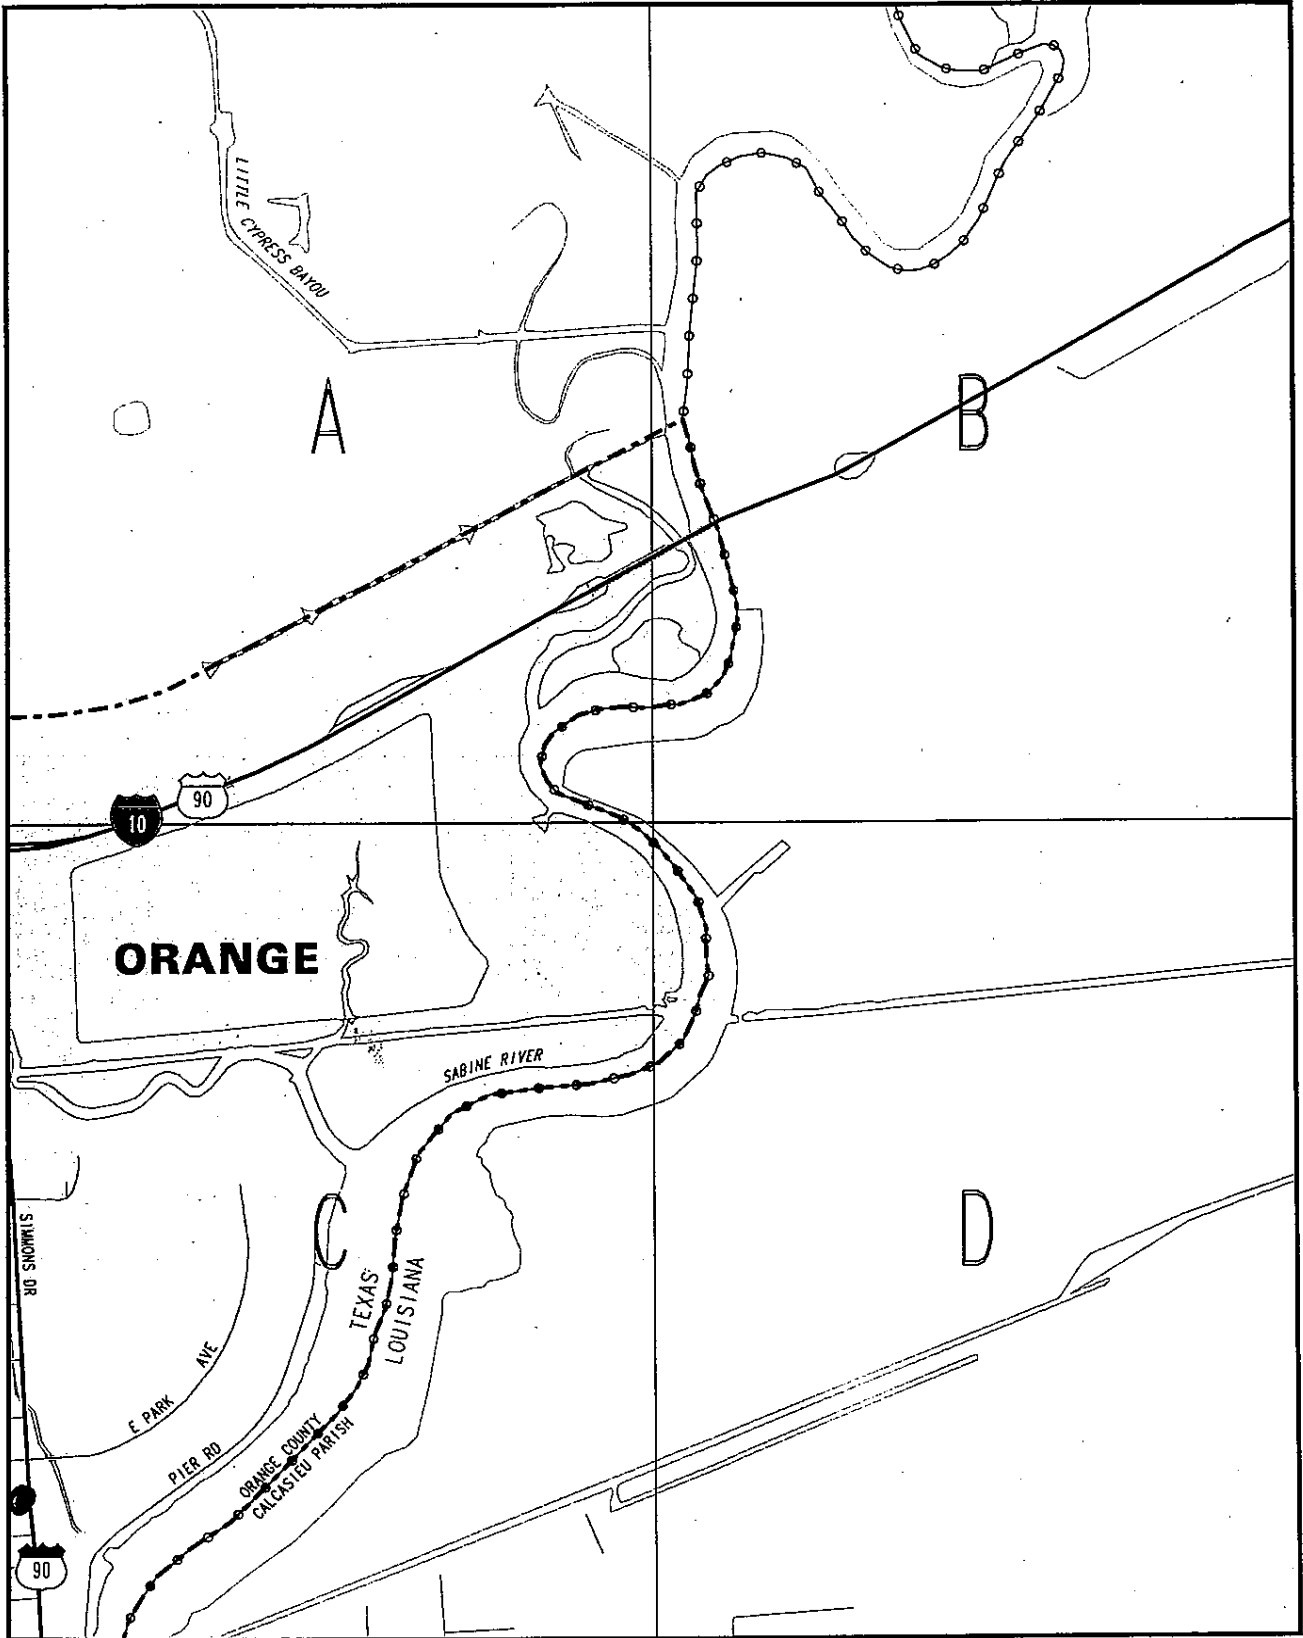 LITTLE CYPRESS BAYOU
A
B
90
10
ORANGE
SABINE RIVER
C
D
SIMMONS DR
TEXAS
LOUISIANA
E PARK AVE
PIER RD
ORANGE COUNTY
CALCASIEU PARISH
90